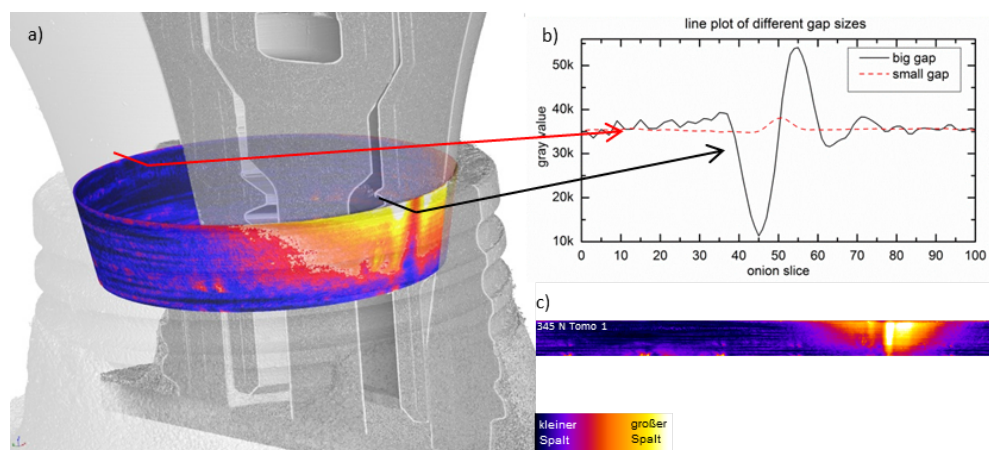 a)
b)
line plot of different gap sizes
big gap
small gap
gray value
50k
40k
30k
20k
10k
0 10 20 30 40 50 60 70 80 90 100
onion slice
c)
345 N Tomo 1
kleiner
Spalt
großer
Spalt